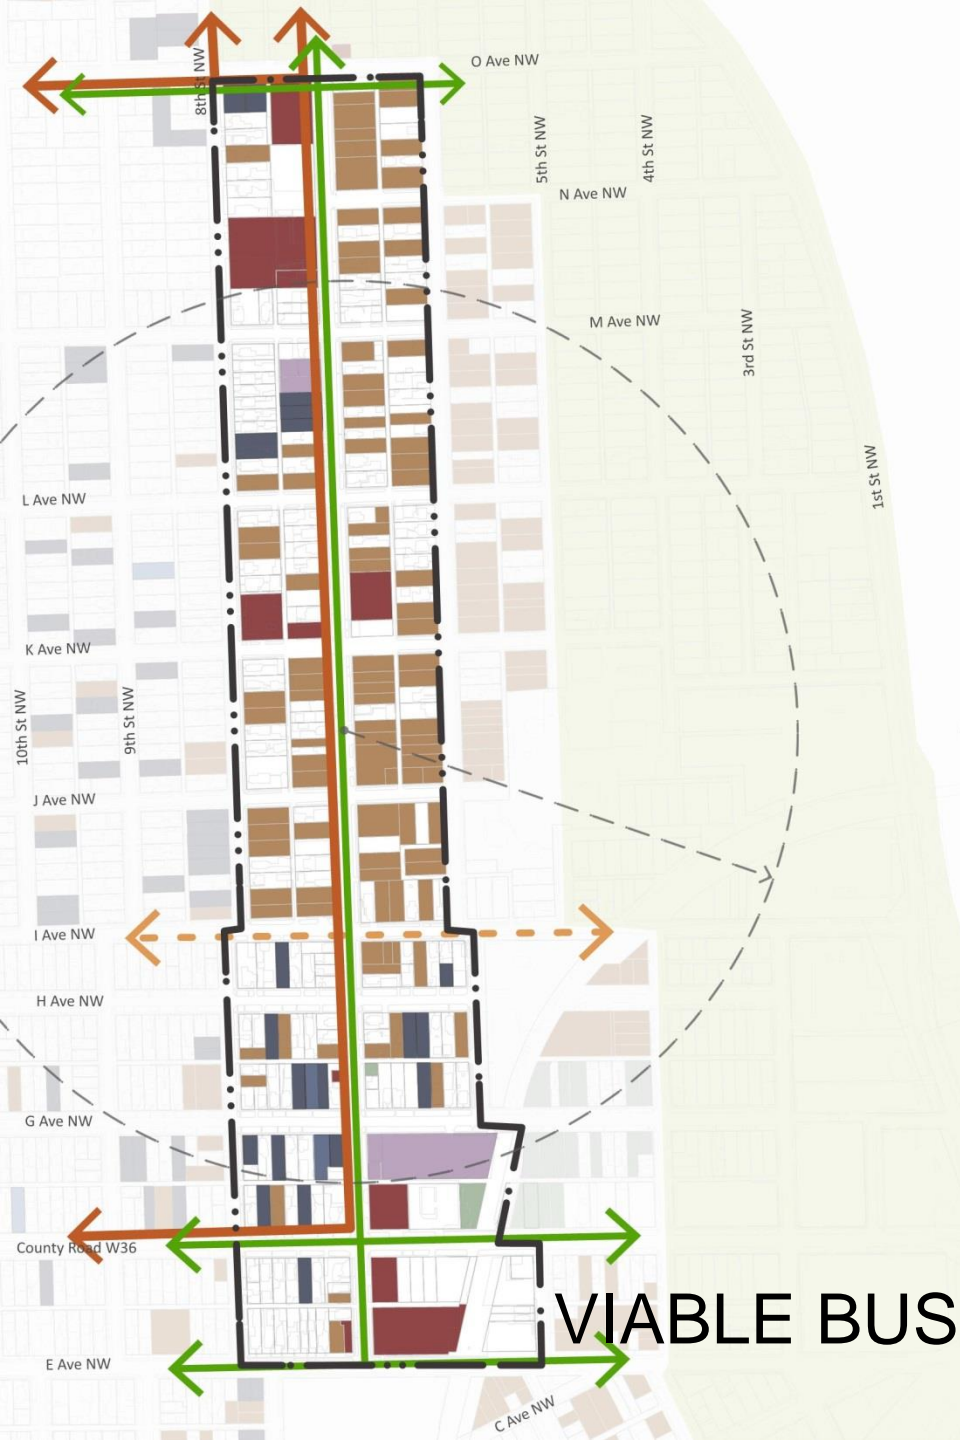 O Ave NW
8th St NW
5th St NW
4th St NW
N Ave NW
M Ave NW
3rd St NW
1st St NW
L Ave NW
K Ave NW
10th St NW
9th St NW
J Ave NW
I Ave NW
H Ave NW
G Ave NW
County Road W36
VIABLE BUS
E Ave NW
C Ave NW